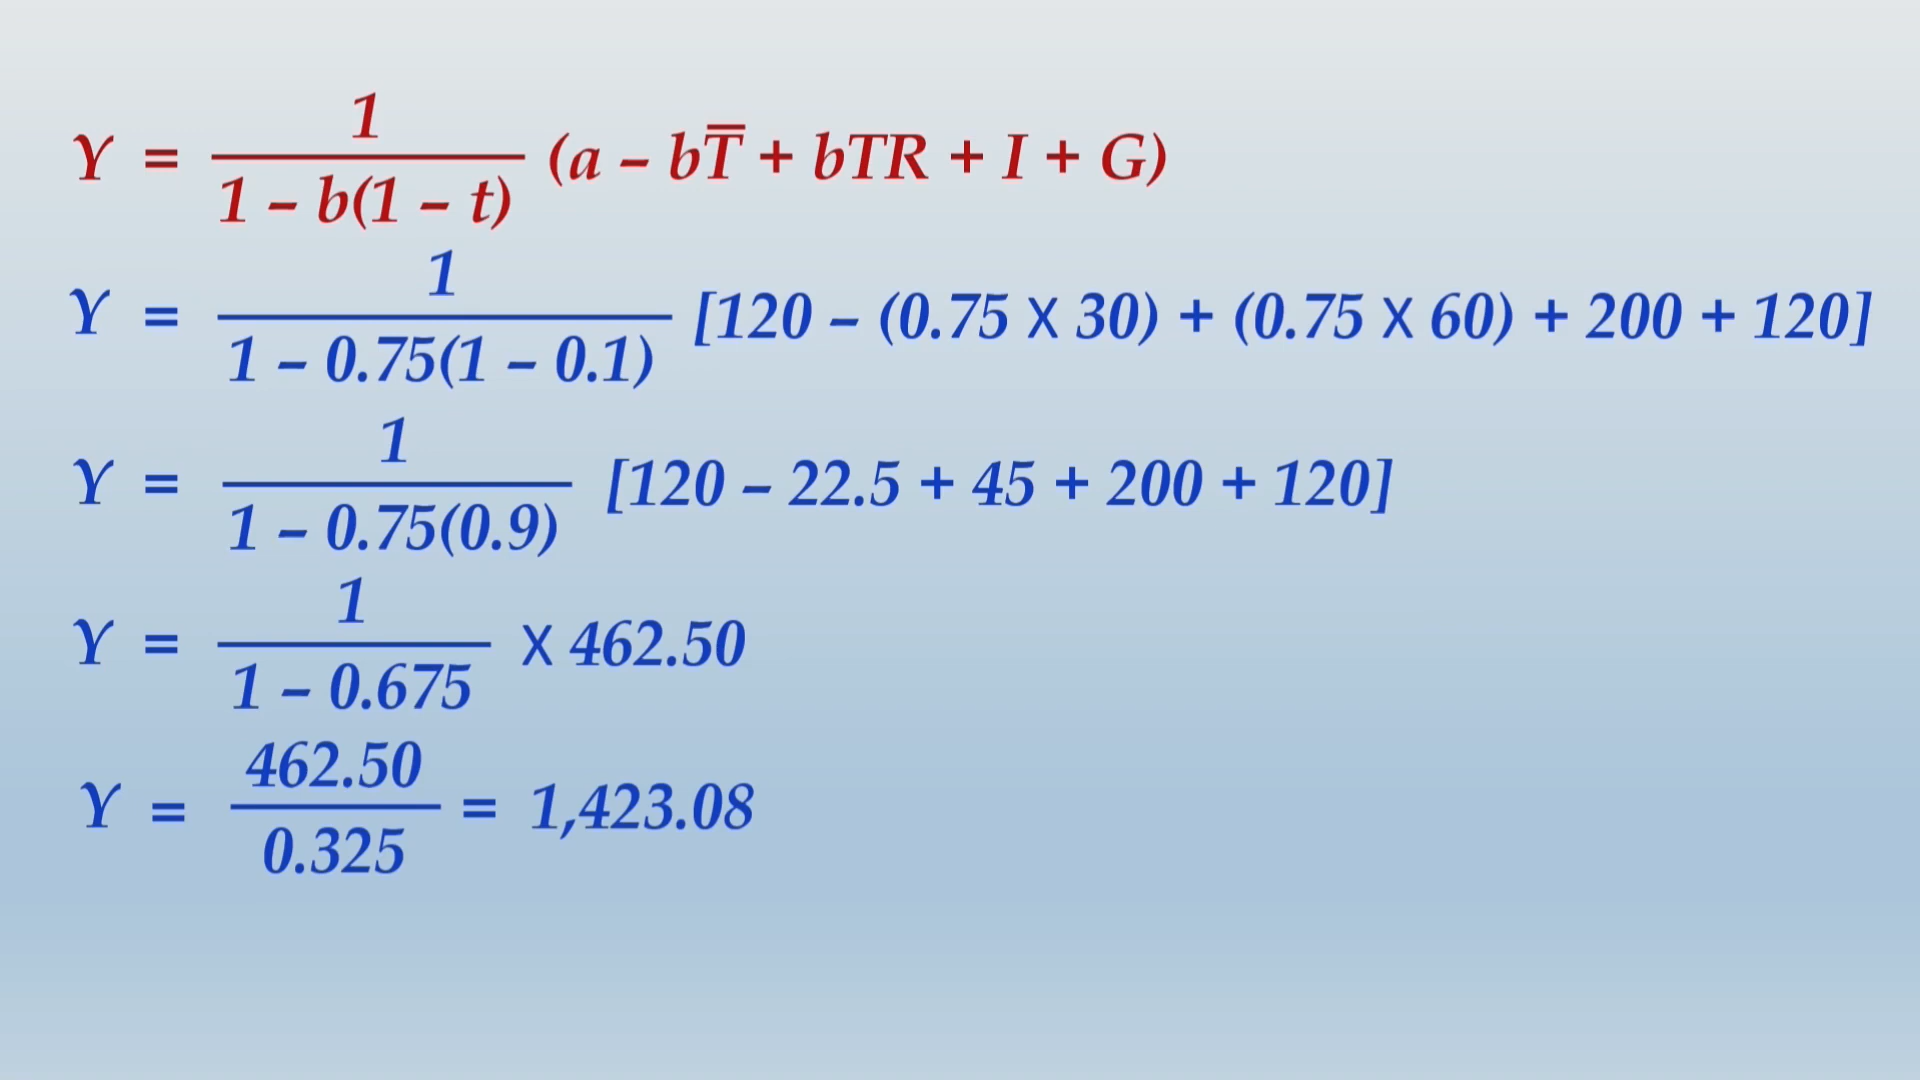 Y = 1 / 1 – b(1 – t) (a – bT̅ + bTR + I + G)
Y = 1 / 1 – 0.75(1 – 0.1) [120 – (0.75 X 30) + (0.75 X 60) + 200 + 120]
Y = 1 / 1 – 0.75(0.9) [120 – 22.5 + 45 + 200 + 120]
Y = 1 / 1 – 0.675 X 462.50
Y = 462.50 / 0.325 = 1,423.08